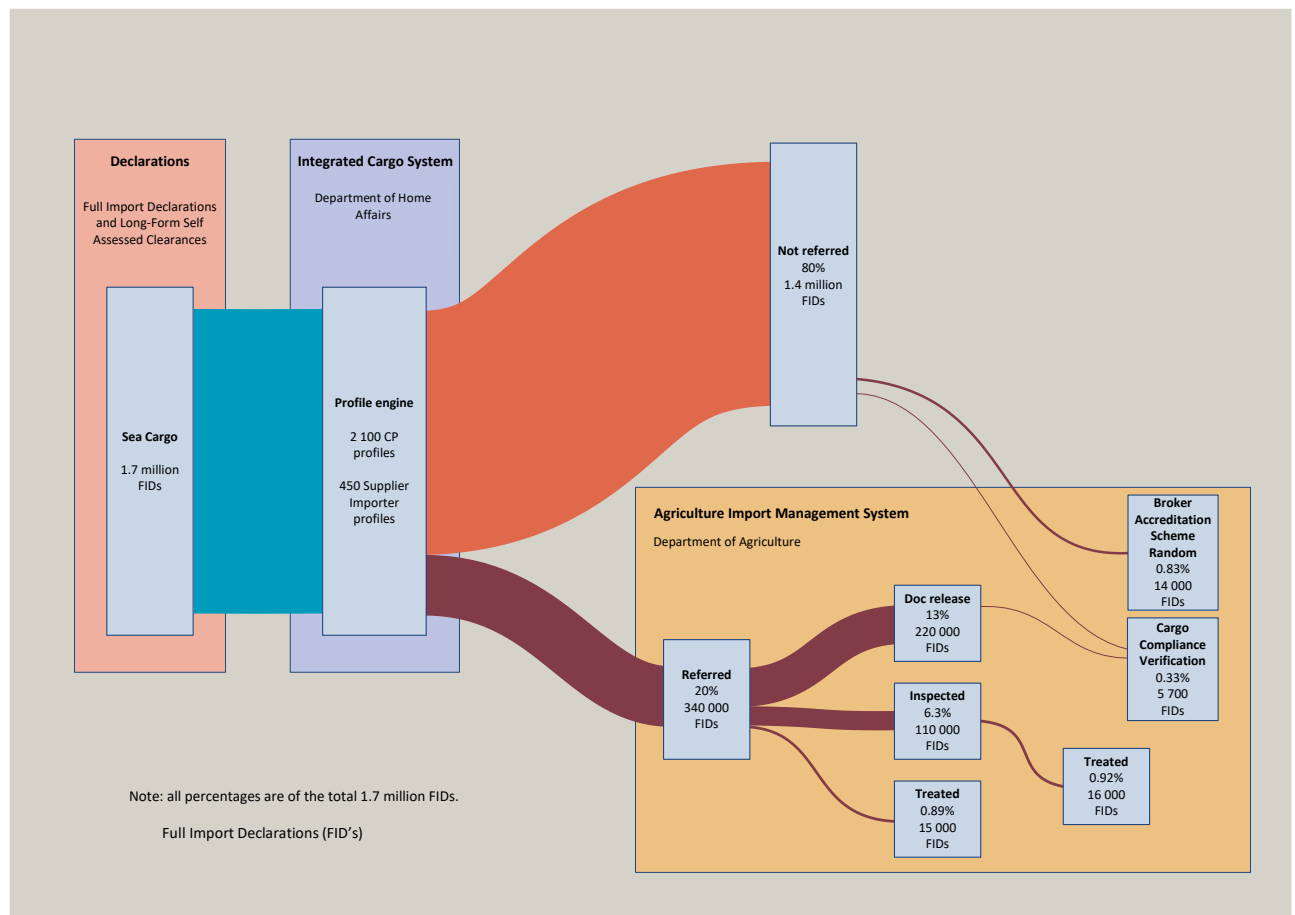 Declarations
Full Import Declarations
and Long-Form Self
Assessed Clearances
Sea Cargo
1.7 million
FIDs
Integrated Cargo System
Department of Home
Affairs
Profile engine
2 100 CP
profiles
450 Supplier
Importer
profiles
Not referred
80%
1.4 million
FIDs
Agriculture Import Management System
Department of Agriculture
Referred
20%
340 000
FIDs
Doc release
13%
220 000
FIDs
Inspected
6.3%
110 000
FIDs
Treated
0.89%
15 000
FIDs
Broker
Accreditation
Scheme
Random
0.83%
14 000
FIDs
Cargo
Compliance
Verification
0.33%
5 700
FIDs
Treated
0.92%
16 000
FIDs
Note: all percentages are of the total 1.7 million FIDs.
Full Import Declarations (FID’s)